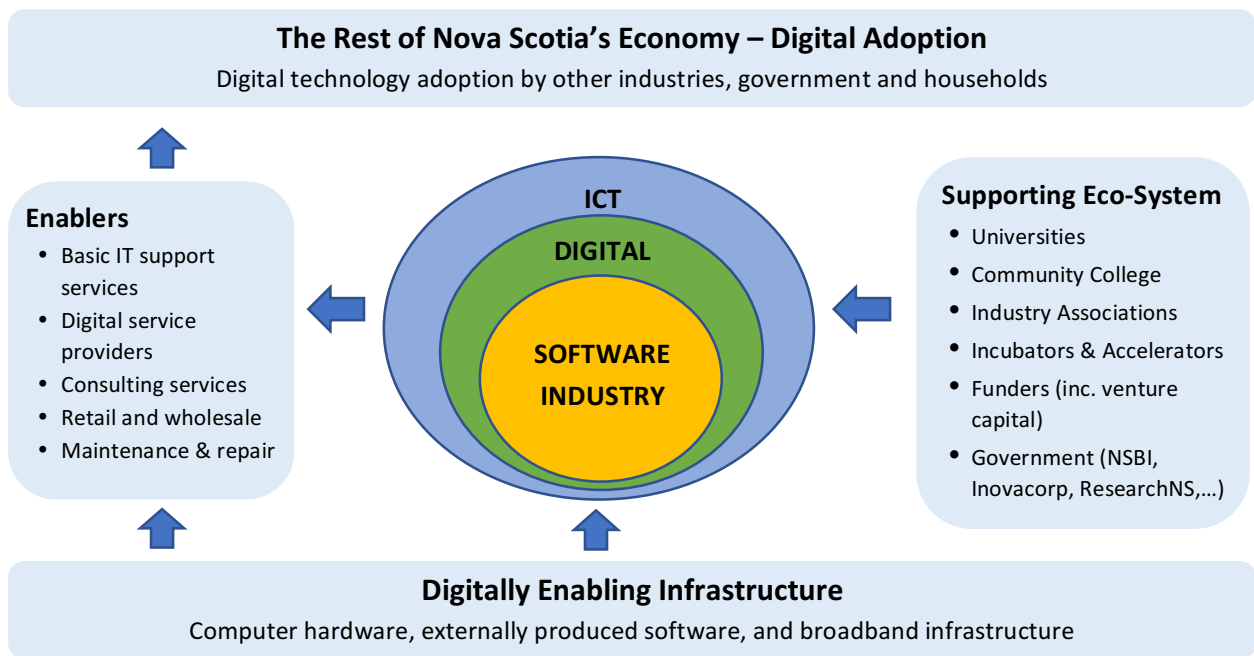 The Rest of Nova Scotia’s Economy – Digital Adoption
Digital technology adoption by other industries, government and households
Enablers
• Basic IT support
services
• Digital service
providers
• Consulting services
• Retail and wholesale
• Maintenance & repair
ICT
DIGITAL
SOFTWARE
INDUSTRY
Supporting Eco-System
• Universities
• Community College
• Industry Associations
• Incubators & Accelerators
• Funders (inc. venture
capital)
• Government (NSBI,
Inovacorp, ResearchNS,…)
Digitally Enabling Infrastructure
Computer hardware, externally produced software, and broadband infrastructure